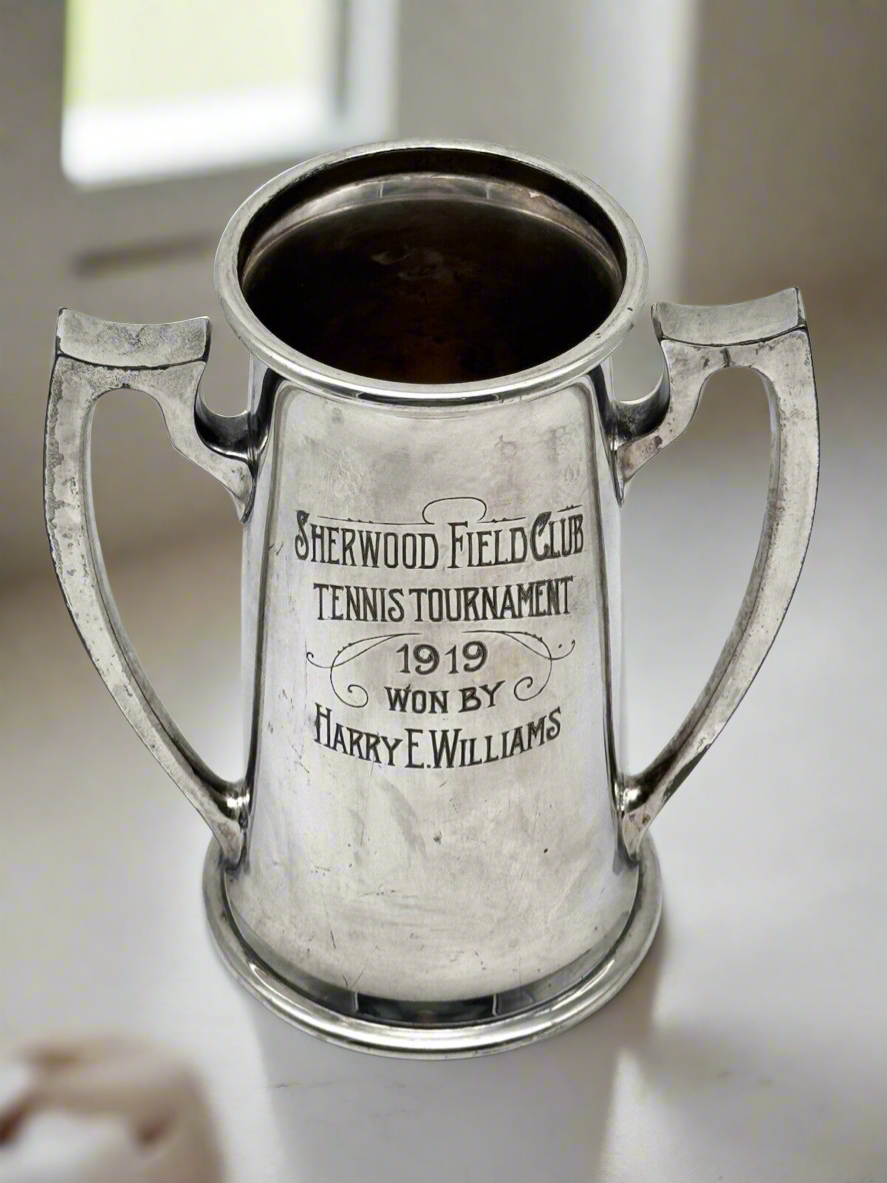 SHERWOOD FIELD CLUB
TENNIS TOURNAMENT
1919
WON BY
HARRY E. WILLIAMS